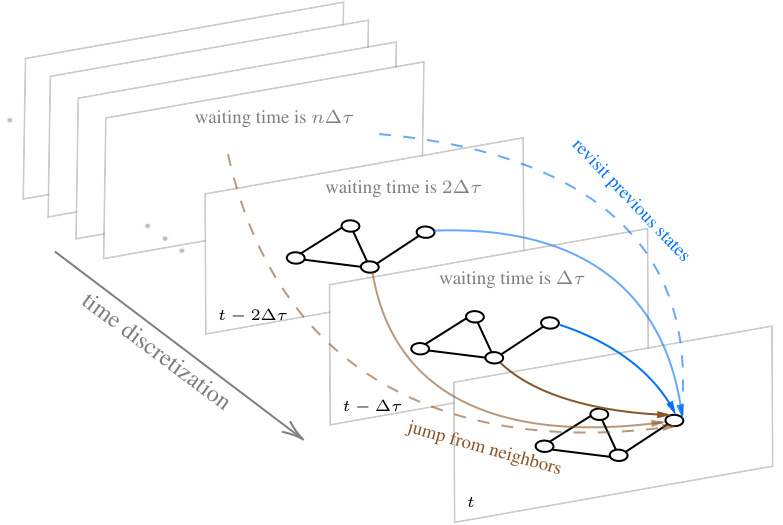 waiting time is nΔτ
revisit previous states
waiting time is 2Δτ
t − 2Δτ
waiting time is Δτ
time discretization
t − Δτ
jump from neighbors
t